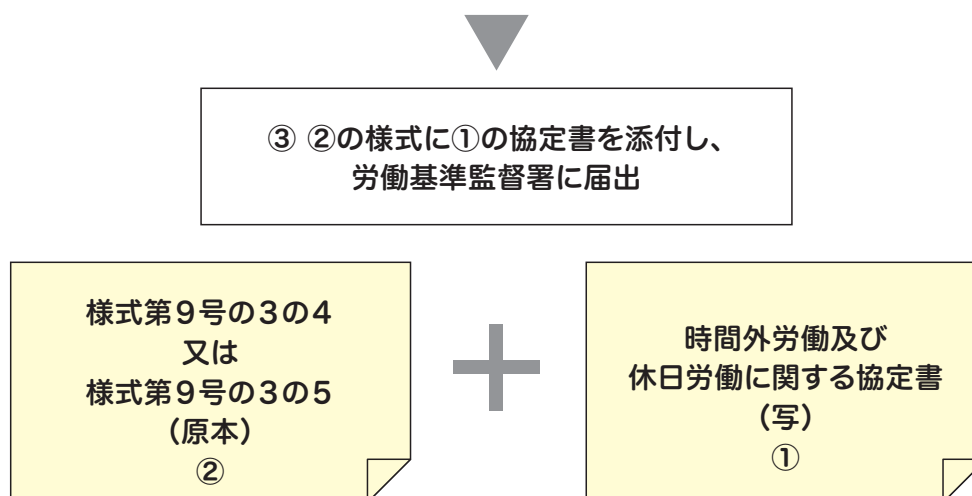 ③ ②の様式に①の協定書を添付し、
労働基準監督署に届出
様式第９号の３の４
又は
様式第９号の３の５
（原本）
②
時間外労働及び
休日労働に関する協定書
（写）
①